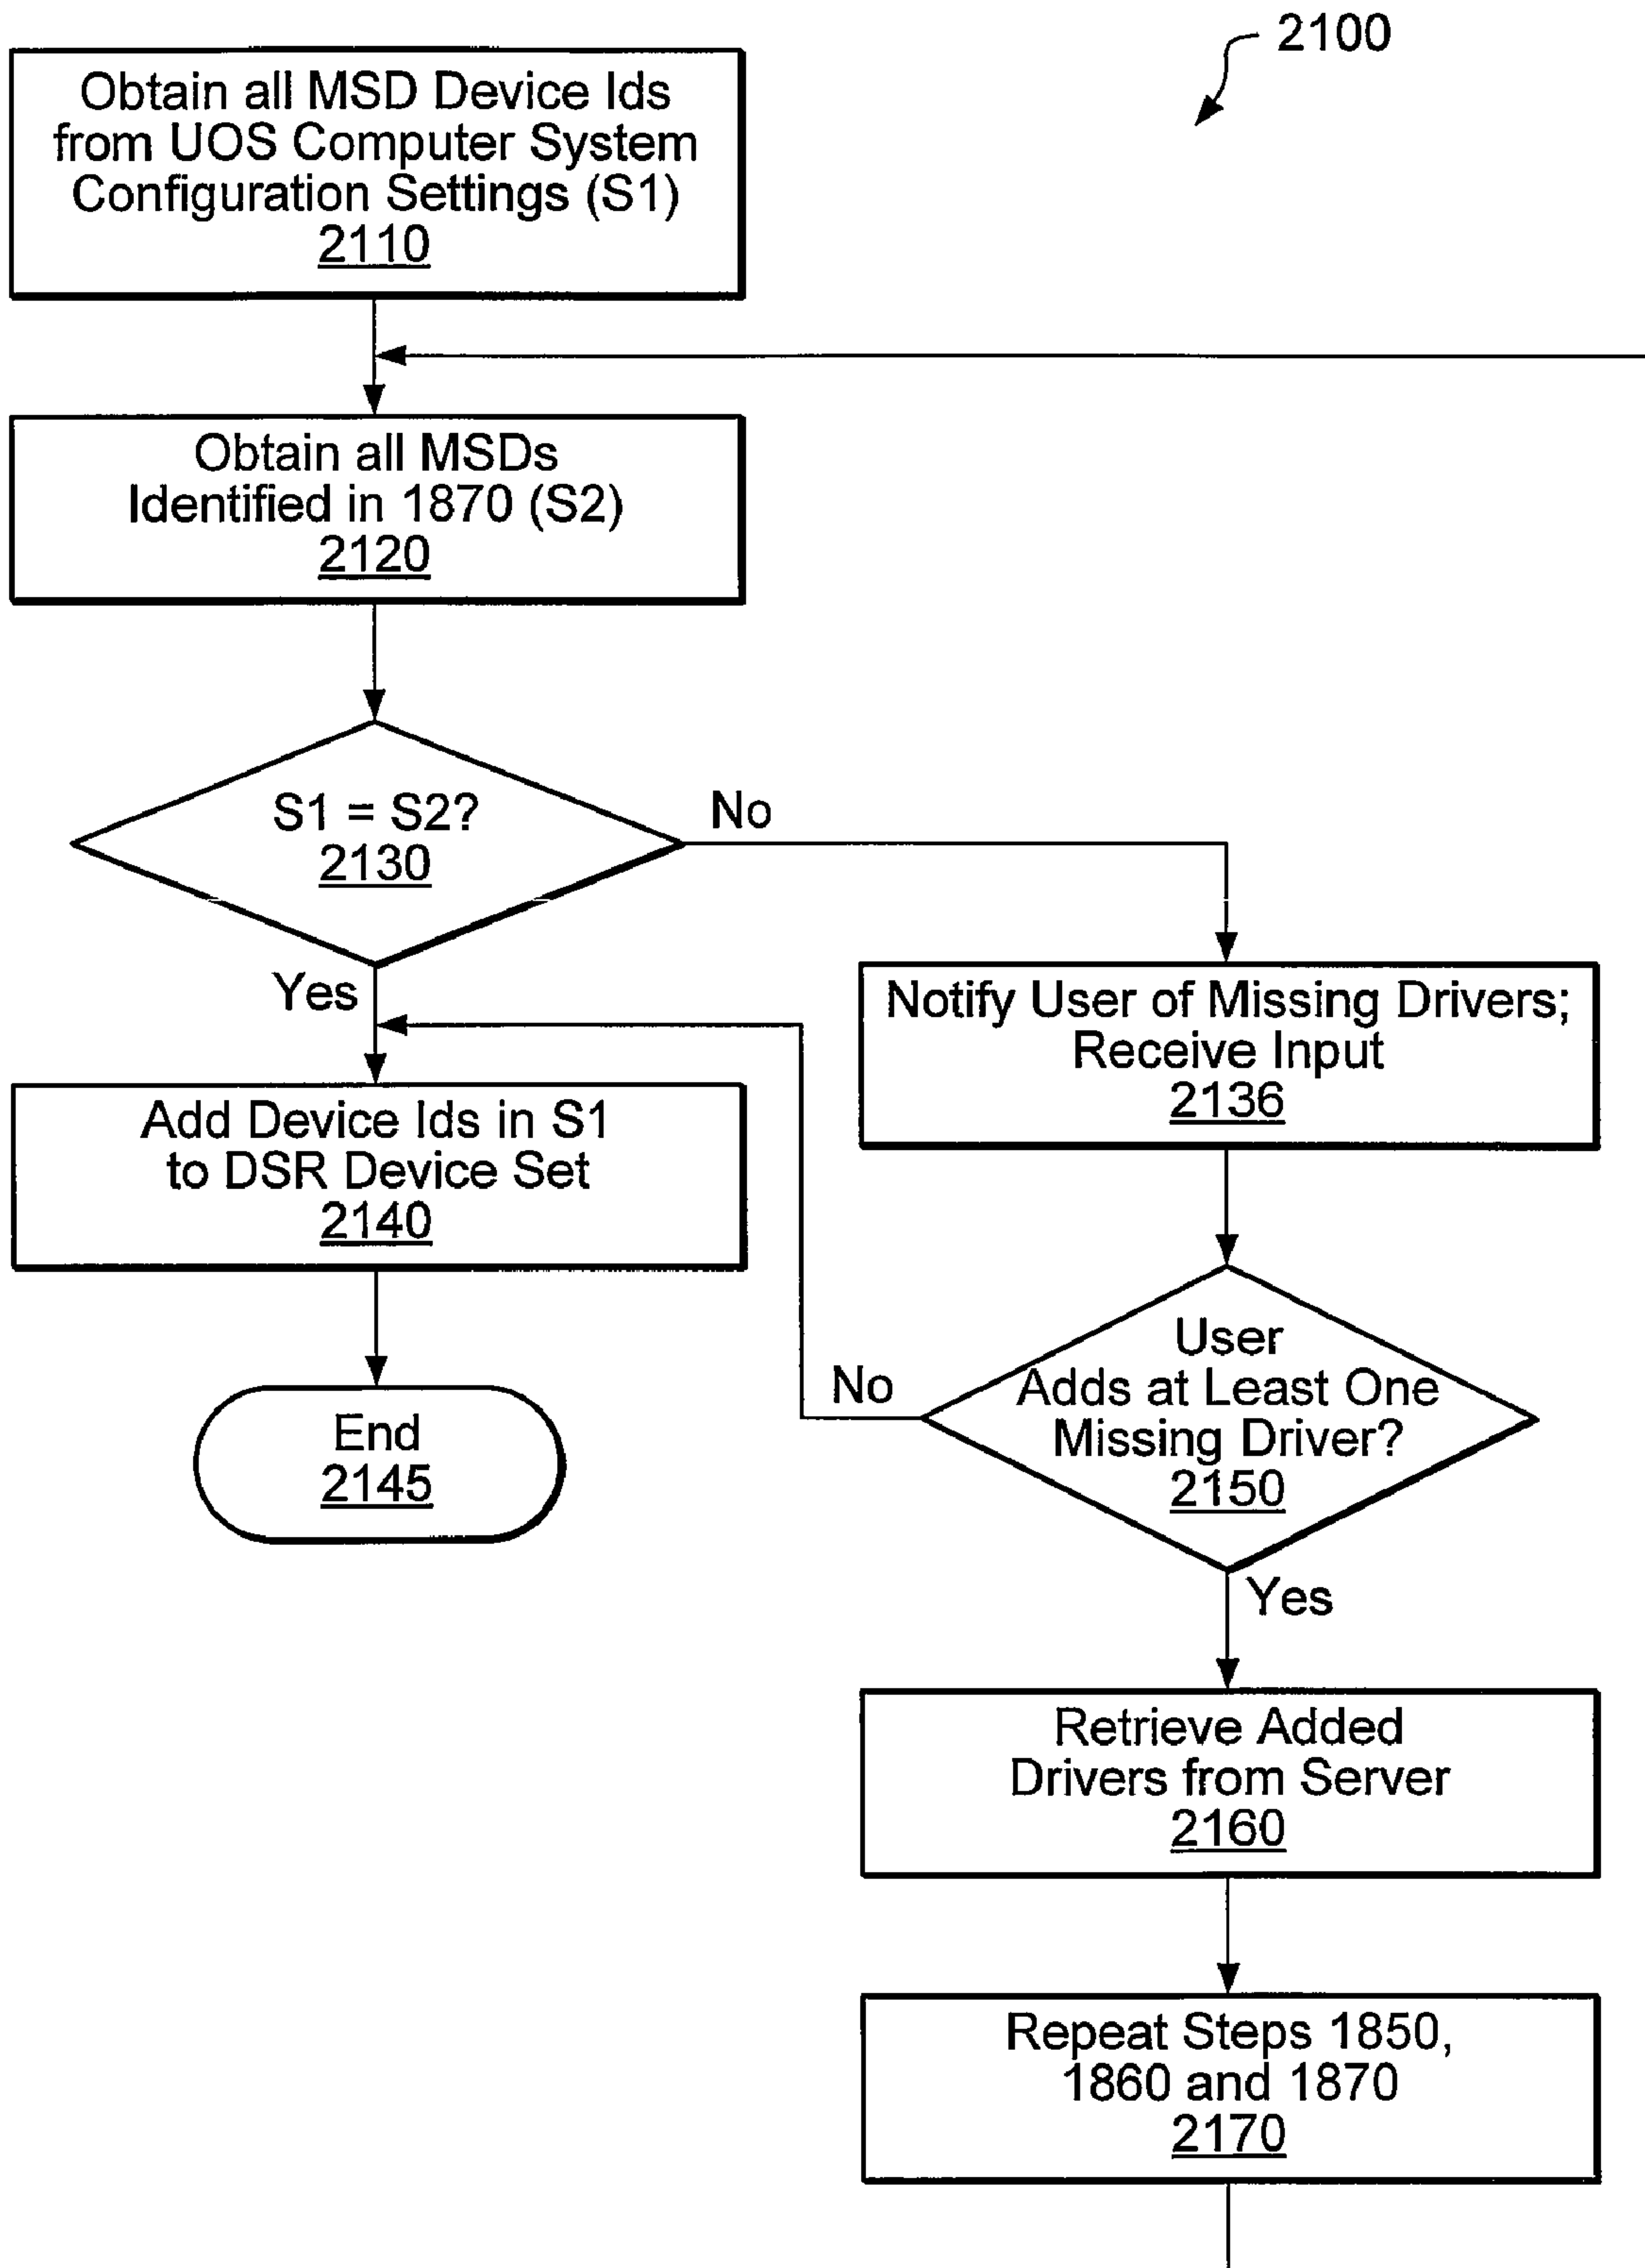 2100
Obtain all MSD Device Ids
from UOS Computer System
Configuration Settings (S1)
2110
Obtain all MSDs
Identified in 1870 (S2)
2120
S1 = S2?
2130
No
Yes
Notify User of Missing Drivers;
Receive Input
2136
Add Device Ids in S1
to DSR Device Set
2140
User
Adds at Least One
Missing Driver?
2150
No
End
2145
Yes
Retrieve Added
Drivers from Server
2160
Repeat Steps 1850,
1860 and 1870
2170